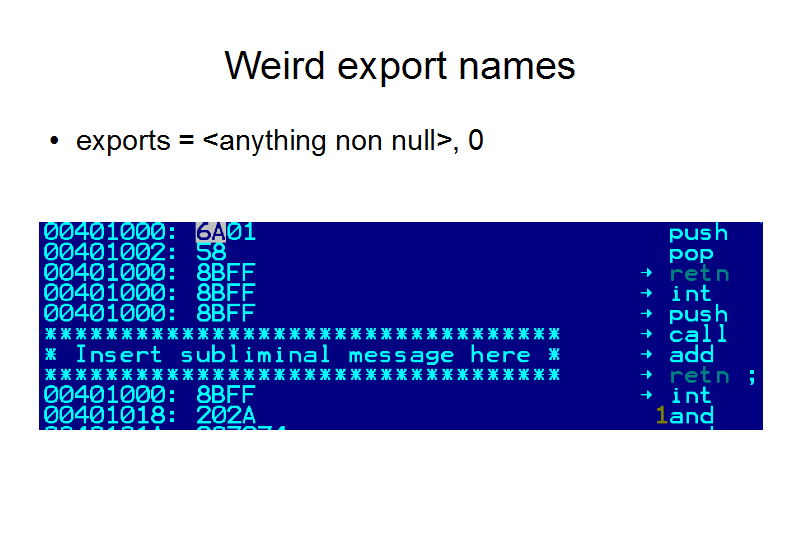 Weird export names
• exports = <anything non null>, 0
00401000: 6A01 push
00401002: 58 pop
00401000: 8BFF → retn
00401000: 8BFF → int
00401000: 8BFF → push
********************************** → call
* Insert subliminal message here * → add
********************************** → retn ;
00401000: 8BFF → int
00401018: 202A 1and